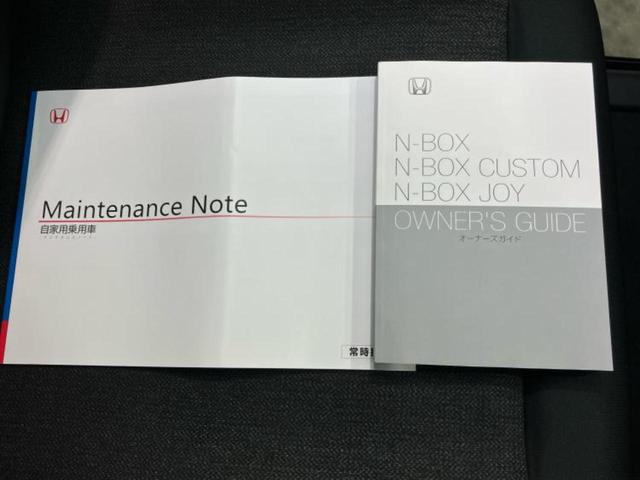 Maintenance Note
自家用乗用車
常時
N-BOX
N-BOX CUSTOM
N-BOX JOY
OWNER'S GUIDE
オーナーズガイド